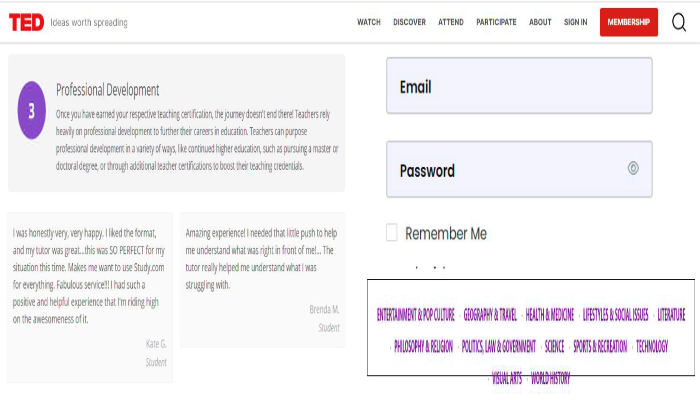 TED Ideas worth spreading
WATCH DISCOVER ATTEND PARTICIPATE ABOUT SIGN IN MEMBERSHIP
3
Professional Development
Once you have earned your respective teaching certification, the journey doesn't end there! Teachers rely
heavily on professional development to further their careers in education. Teachers can purpose
professional development in a variety of ways, like continued higher education, such as pursuing a master or
doctoral degree, or through additional teacher certifications to boost their teaching credentials.
I was honestly very, very happy. I liked the format,
and my tutor was great...this was SO PERFECT for my
situation this time. Makes me want to use Study.com
for everything. Fabulous service!!! I had such a
positive and helpful experience that I'm riding high
on the awesomeness of it.
Kate G.
Student
Amazing experience! I needed that little push to help
me understand what was right in front of me!... The
tutor really helped me understand what I was
struggling with.
Brenda M.
Student
Email
Password
Remember Me
ENTERTAINMENT & POP CULTURE · GEOGRAPHY & TRAVEL · HEALTH & MEDICINE · LIFESTYLES & SOCIAL ISSUES · LITERATURE
· PHILOSOPHY & RELIGION · POLITICS, LAW & GOVERNMENT · SCIENCE · SPORTS & RECREATION · TECHNOLOGY
· VISUAL ARTS · WORLD HISTORY